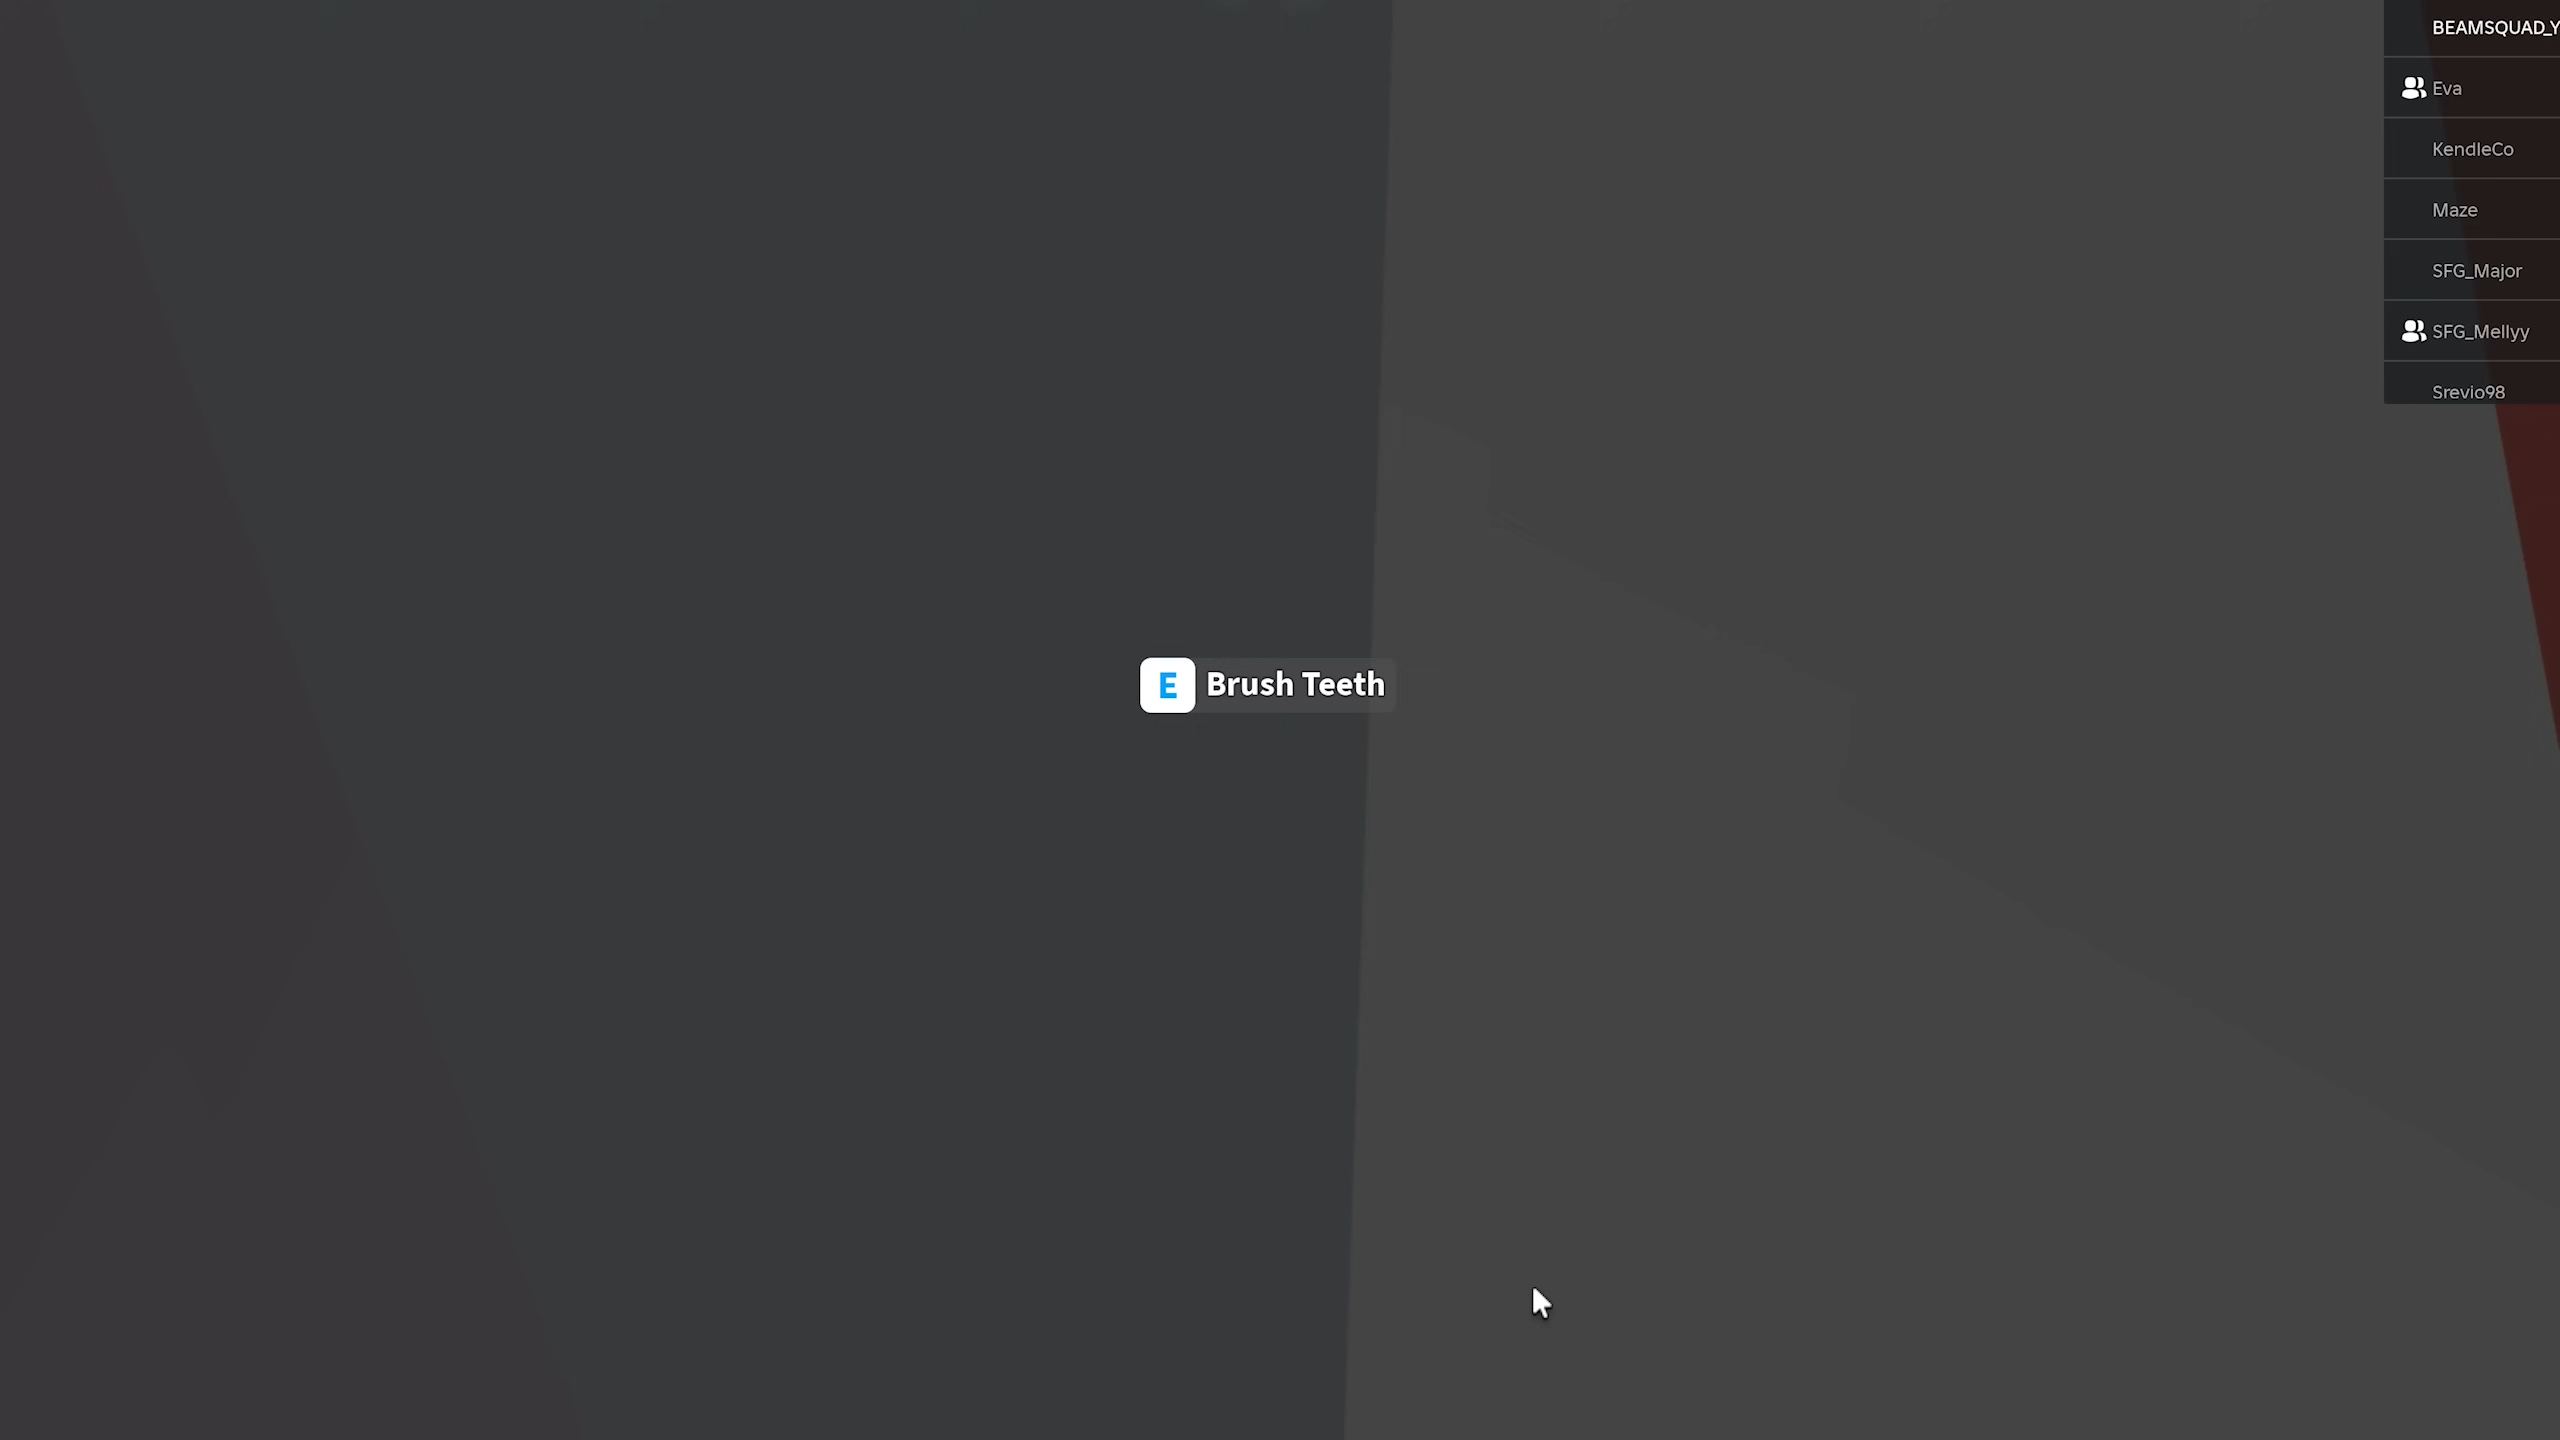 BEAMSQUAD_Y
Eva
KendleCo
Maze
SFG_Major
SFG_Mellyy
Srevio98
E Brush Teeth